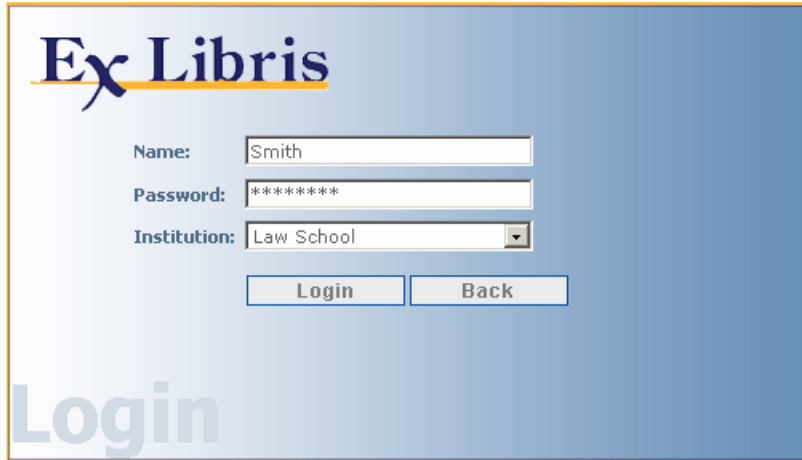 Ex Libris
Name: Smith
Password: ********
Institution: Law School
Login Back
Login